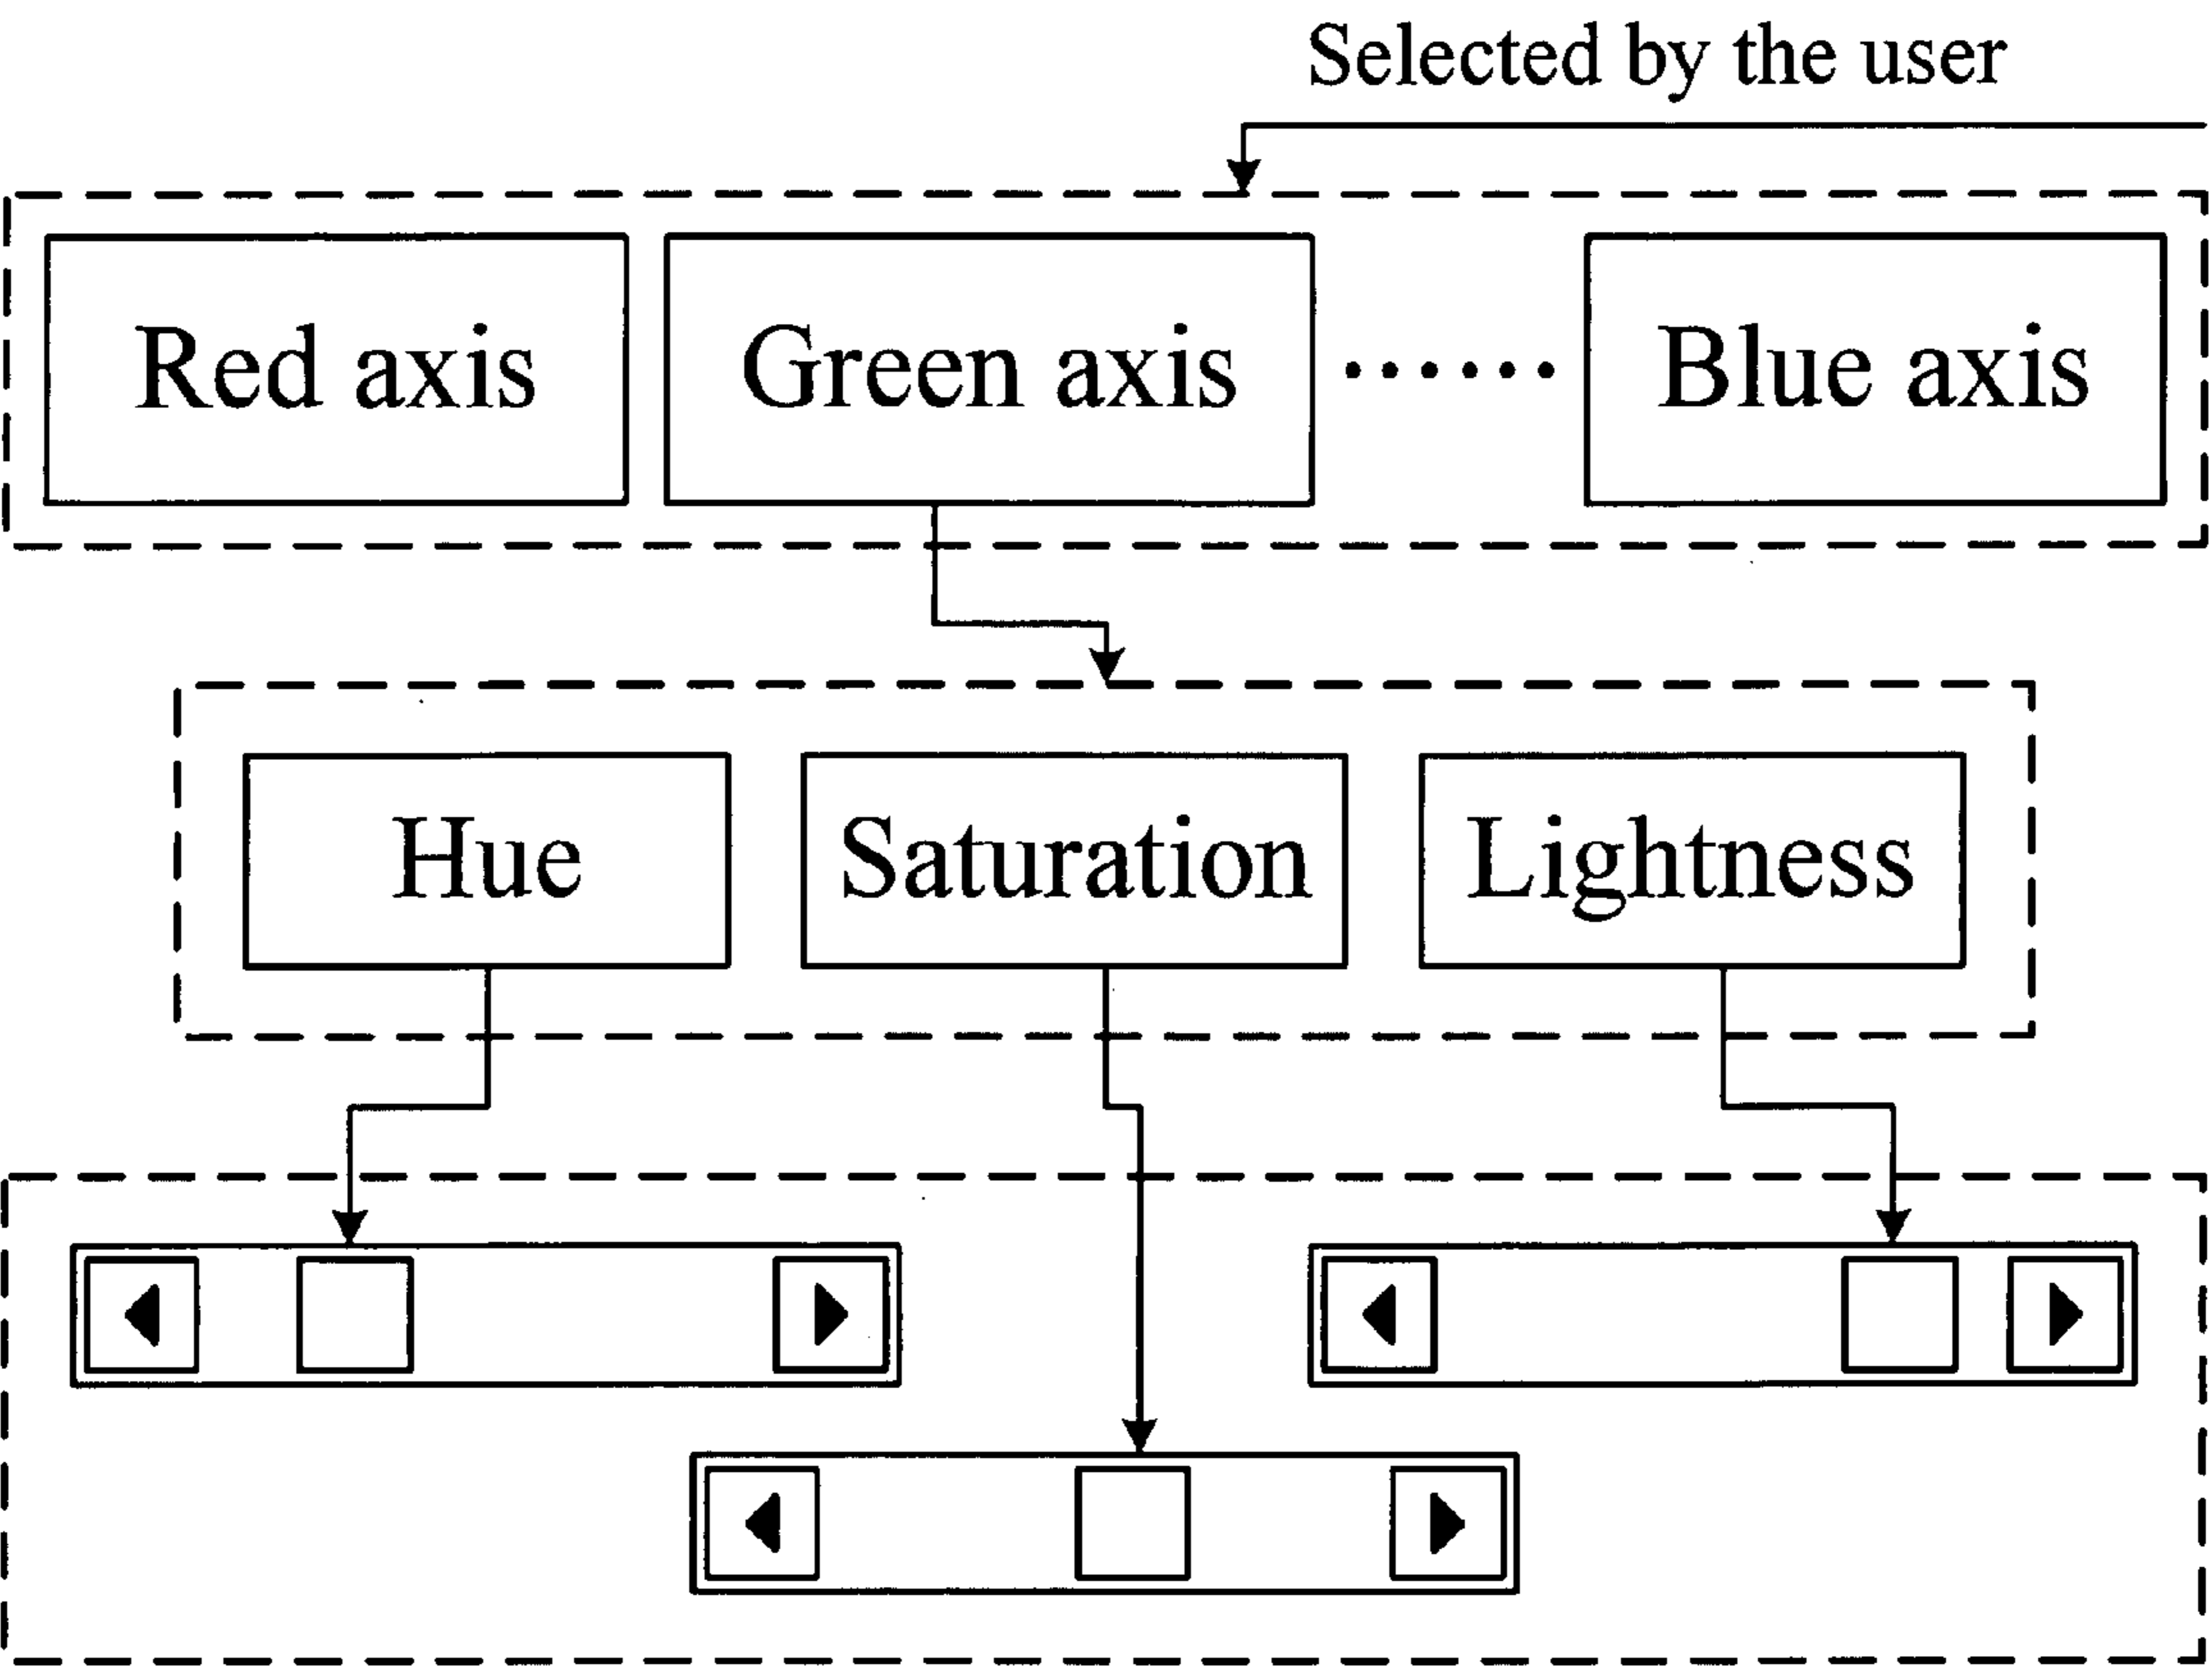 Selected by the user
Red axis
Green axis
......
Blue axis
Hue
Saturation
Lightness